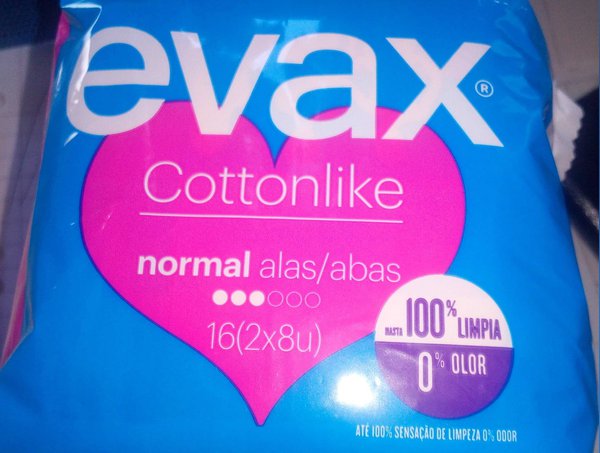 evax®
Cottonlike
normal alas/abas
16(2x8u)
HASTA 100% LIMPIA
0% OLOR
ATÉ 100% SENSAÇÃO DE LIMPEZA 0% ODOR